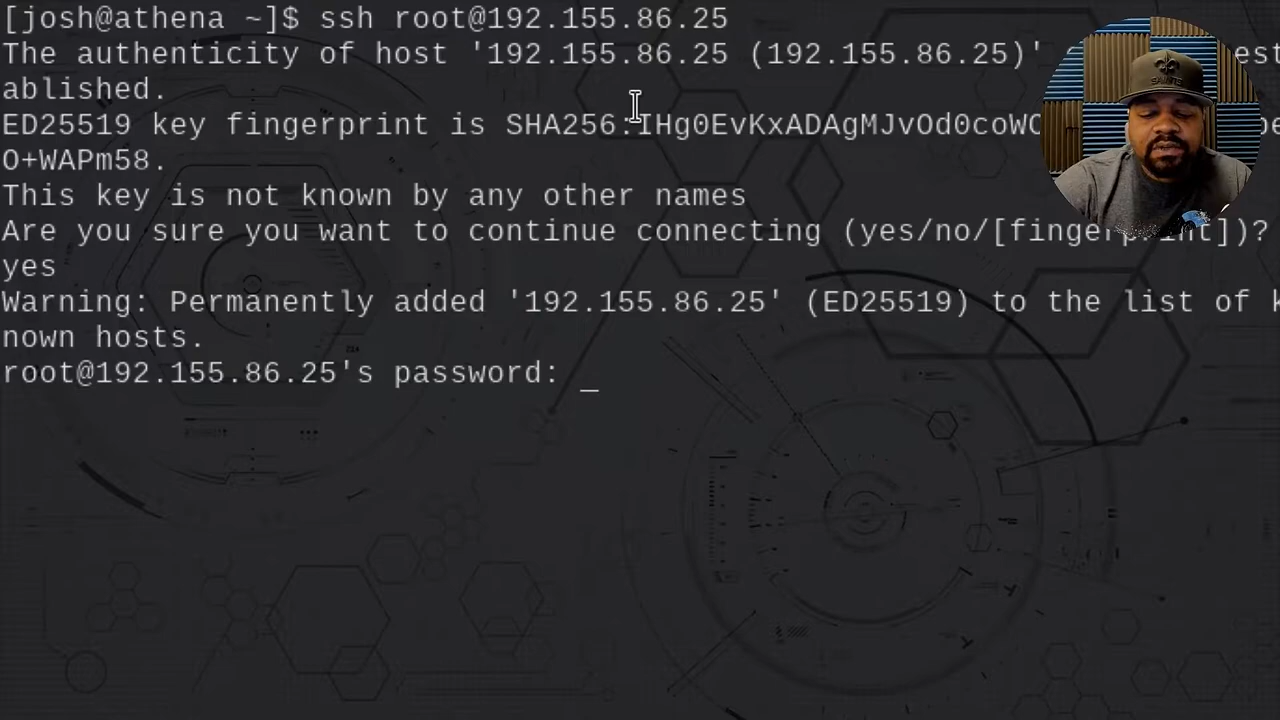 [josh@athena ~]$ ssh root@192.155.86.25
The authenticity of host '192.155.86.25 (192.155.86.25)' est
ablished.
ED25519 key fingerprint is
O+WAPm58.
This key is not known by any other names
Are you sure you want to continue connecting (yes/no/[fingerprint])?
yes
Warning: Permanently added '192.155.86.25' (ED25519) to the list of k
nown hosts.
root@192.155.86.25's password: _
SAINTS